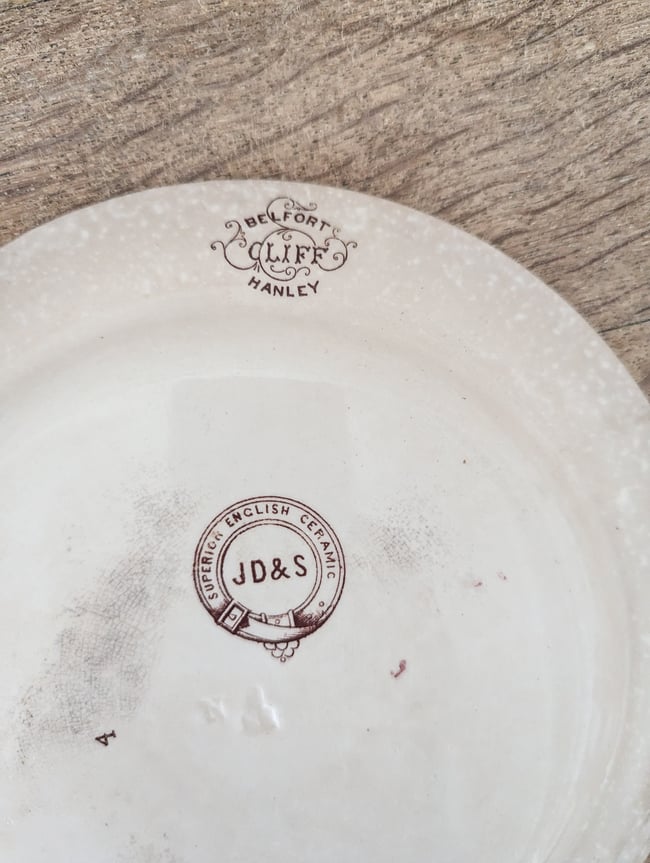 BELFORT
CLIFF
HANLEY
SUPERIOR ENGLISH CERAMIC
JD&S
4